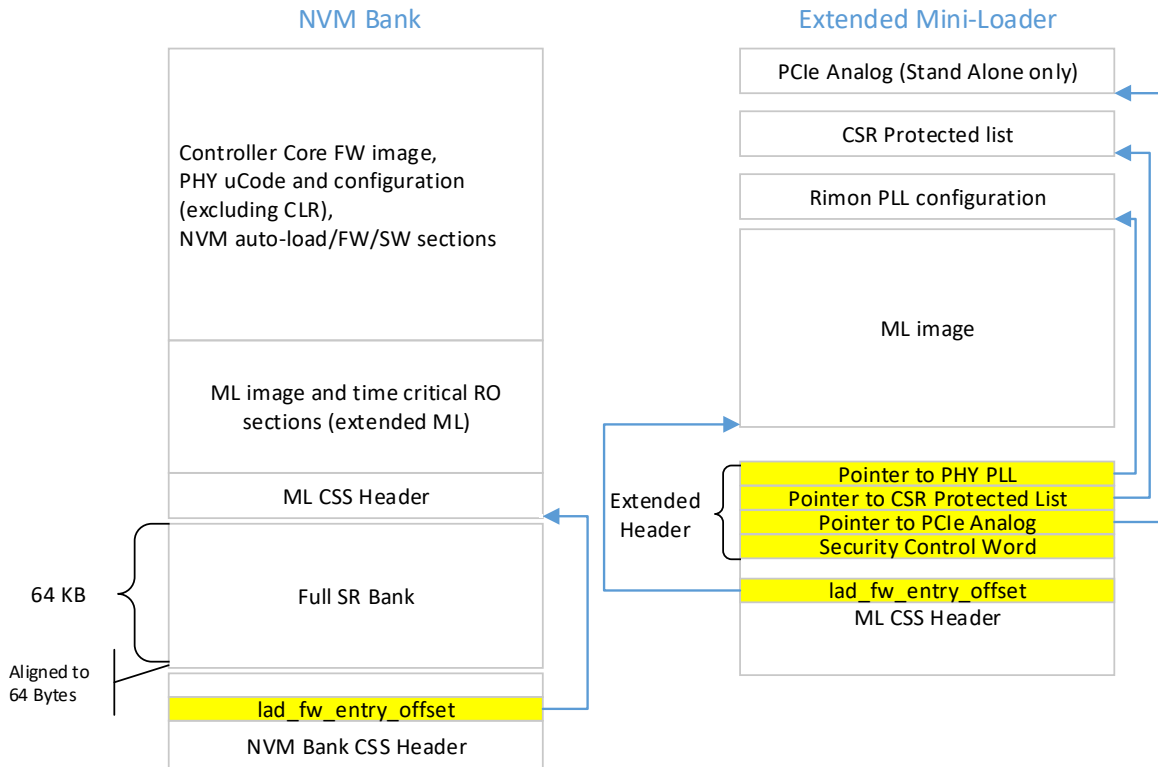 NVM Bank
Controller Core FW image,
PHY uCode and configuration
(excluding CLR),
NVM auto-load/FW/SW sections
ML image and time critical RO
sections (extended ML)
ML CSS Header
64 KB
Full SR Bank
Aligned to
64 Bytes
lad_fw_entry_offset
NVM Bank CSS Header
Extended Mini-Loader
PCIe Analog (Stand Alone only)
CSR Protected list
Rimon PLL configuration
ML image
Extended
Header
Pointer to PHY PLL
Pointer to CSR Protected List
Pointer to PCIe Analog
Security Control Word
lad_fw_entry_offset
ML CSS Header